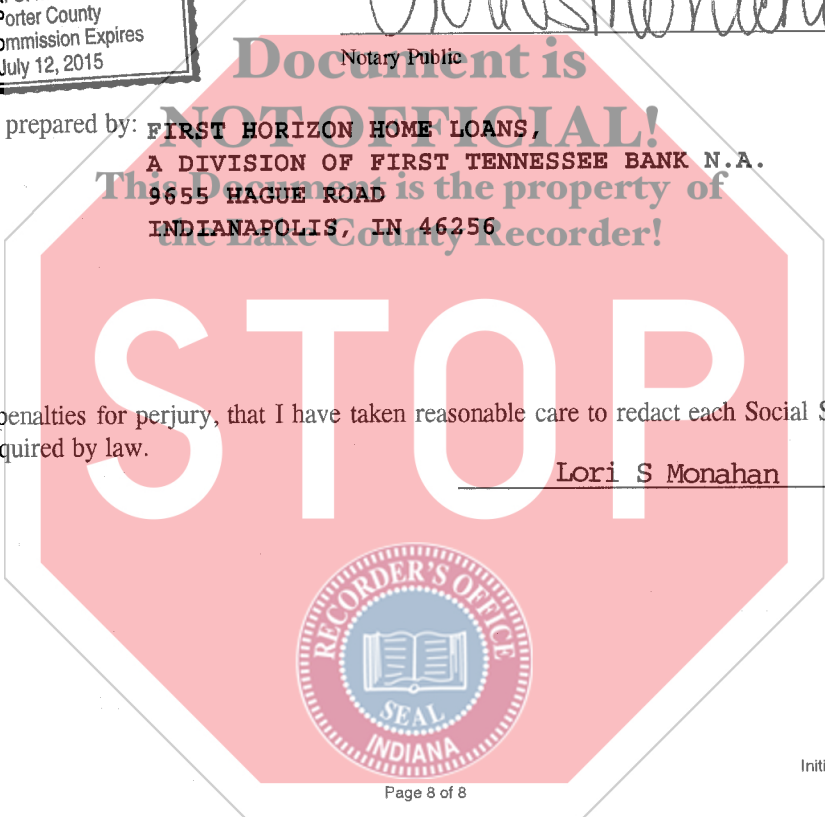 Porter County
ommission Expires
July 12, 2015
Notary Public
Document is
NOT OFFICIAL!
This Document is the property of
the Lake County Recorder!
prepared by: FIRST HORIZON HOME LOANS,
A DIVISION OF FIRST TENNESSEE BANK N.A.
9655 HAGUE ROAD
INDIANAPOLIS, IN 46256
STOP
penalties for perjury, that I have taken reasonable care to redact each Social S
quired by law.
Lori S Monahan
RECORDER'S OFFICE
SEAL
INDIANA
Initi
Page 8 of 8